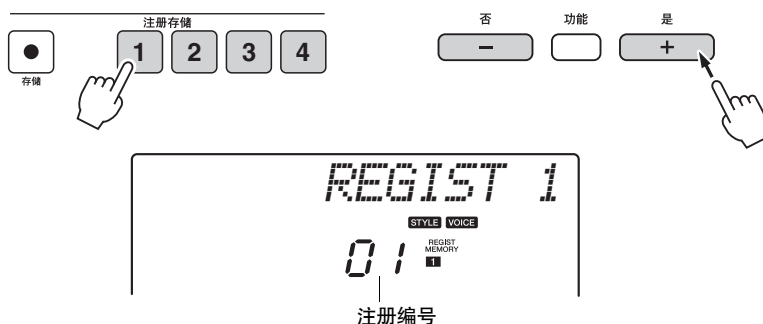 注册存储
否 功能 是
1 2 3 4
− +
存储
REGIST 1
STYLE VOICE
01 REGIST
MEMORY
1
注册编号